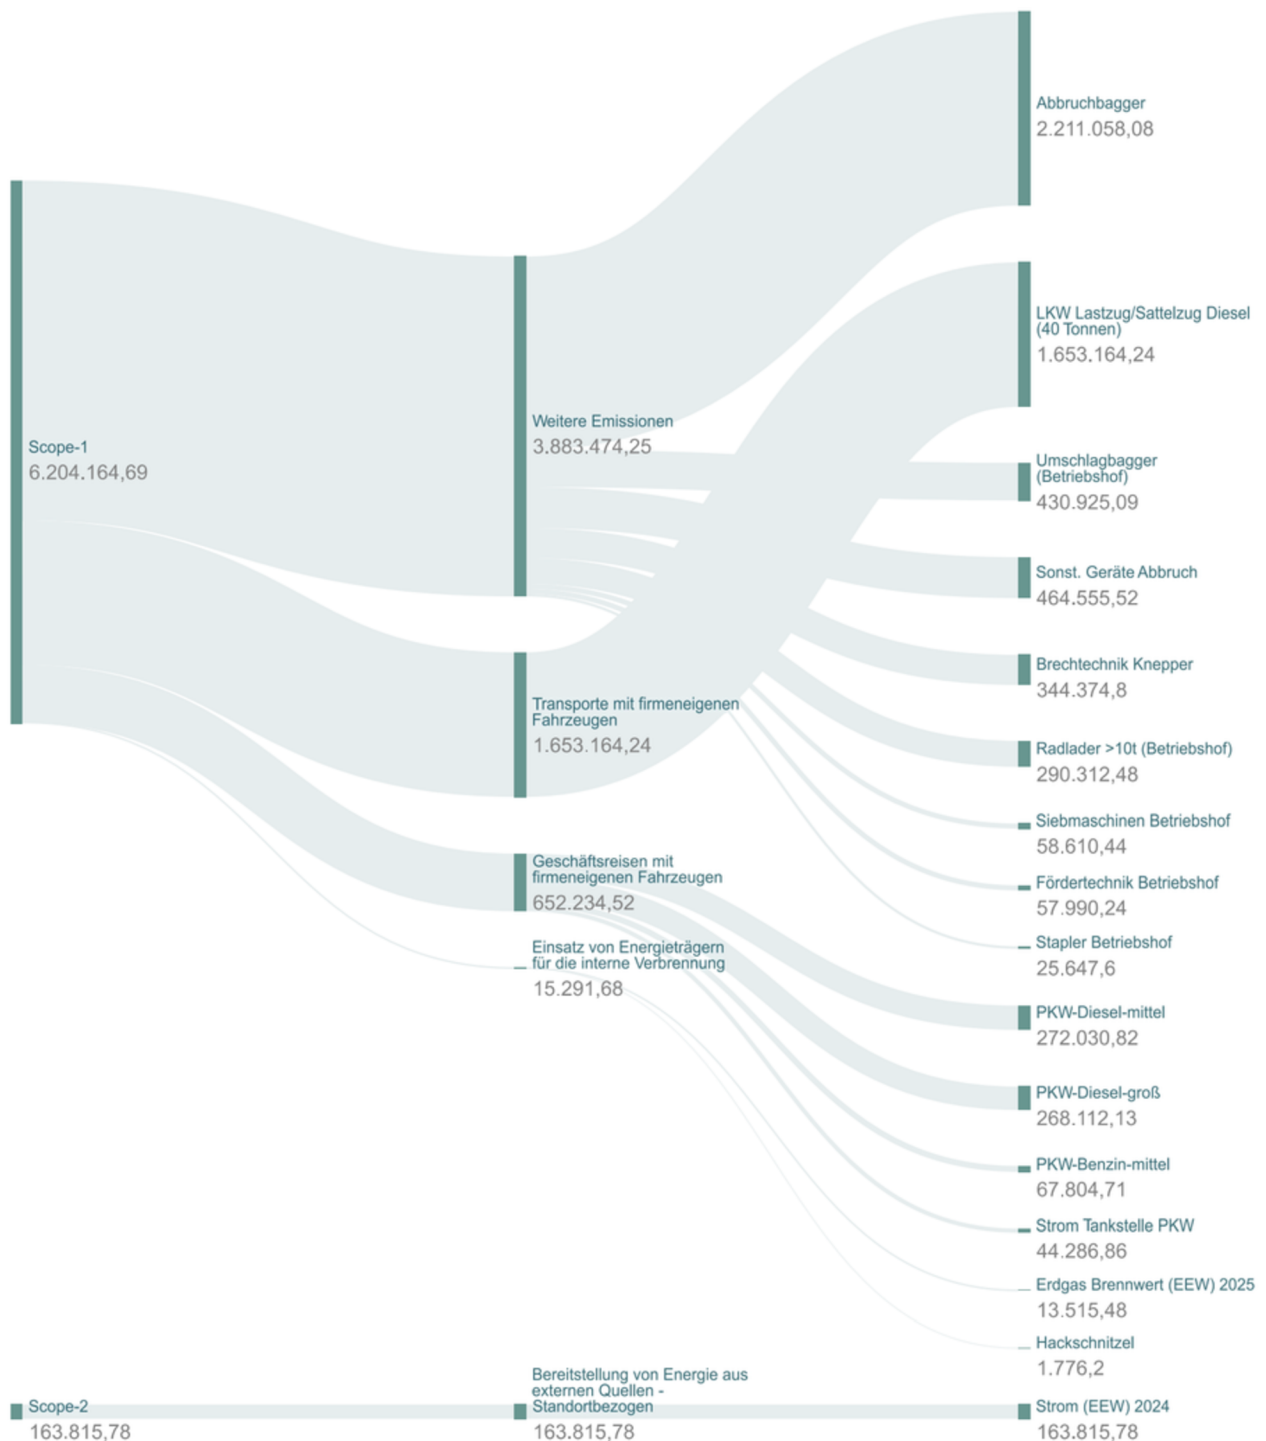 Scope-1
6.204.164,69
Weitere Emissionen
3.883.474,25
Transporte mit firmeneigenen
Fahrzeugen
1.653.164,24
Geschäftsreisen mit
firmeneigenen Fahrzeugen
652.234,52
Einsatz von Energieträgern
für die interne Verbrennung
15.291,68
Abbruchbagger
2.211.058,08
LKW Lastzug/Sattelzug Diesel
(40 Tonnen)
1.653.164,24
Umschlagbagger
(Betriebshof)
430.925,09
Sonst. Geräte Abbruch
464.555,52
Brechtechnik Knepper
344.374,8
Radlader >10t (Betriebshof)
290.312,48
Siebmaschinen Betriebshof
58.610,44
Fördertechnik Betriebshof
57.990,24
Stapler Betriebshof
25.647,6
PKW-Diesel-mittel
272.030,82
PKW-Diesel-groß
268.112,13
PKW-Benzin-mittel
67.804,71
Strom Tankstelle PKW
44.286,86
Erdgas Brennwert (EEW) 2025
13.515,48
Hackschnitzel
1.776,2
Scope-2
163.815,78
Bereitstellung von Energie aus
externen Quellen -
Standortbezogen
163.815,78
Strom (EEW) 2024
163.815,78